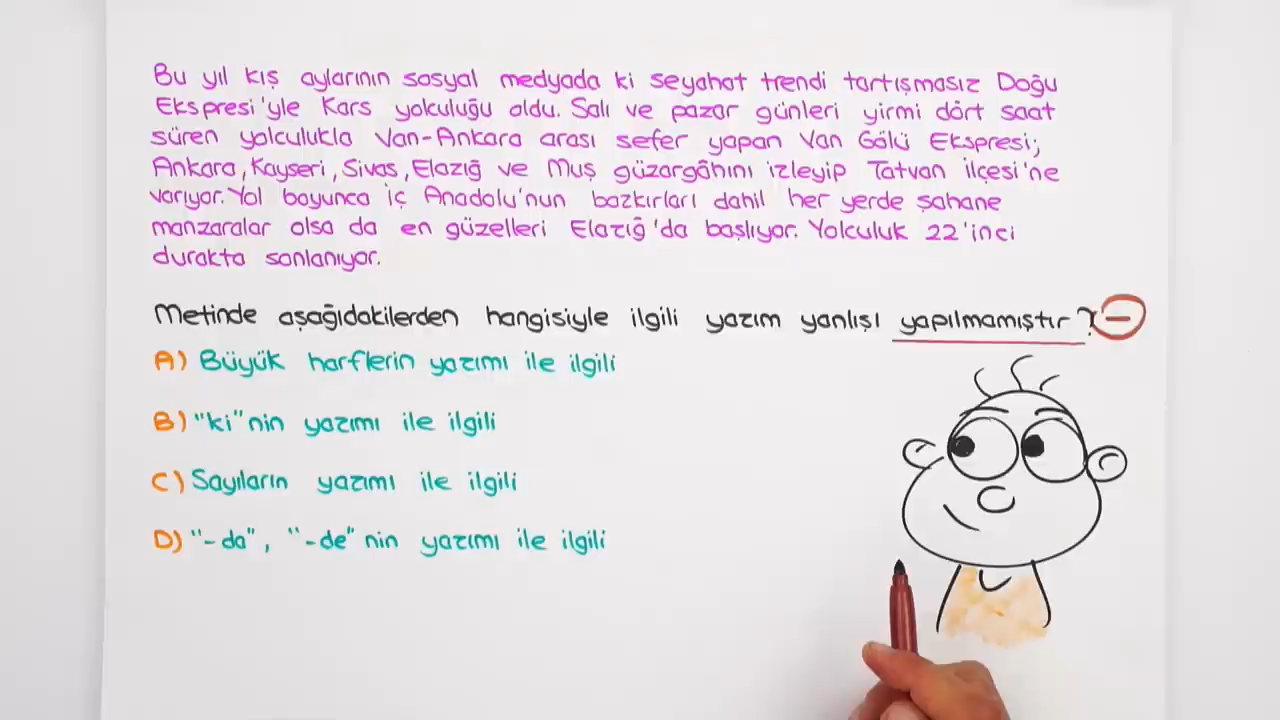 Bu yıl kış aylarının sosyal medyada ki seyahat trendi tartışmasız Doğu
Ekspresi'yle Kars yolculuğu oldu. Salı ve pazar günleri yirmi dört saat
süren yolculukla Van-Ankara arası sefer yapan Van Gölü Ekspresi;
Ankara, Kayseri, Sivas, Elazığ ve Muş güzargâhını izleyip Tatvan ilçesi'ne
varıyor. Yol boyunca iç Anadolu'nun bozkırları dahil her yerde şahane
manzaralar olsa da en güzelleri Elazığ'da başlıyor. Yolculuk 22'inci
durakta sonlanıyor.
Metinde aşağıdakilerden hangisiyle ilgili yazım yanlışı yapılmamıştır? -
A) Büyük harflerin yazımı ile ilgili
B) "ki"nin yazımı ile ilgili
C) Sayıların yazımı ile ilgili
D) "-da", "-de" nin yazımı ile ilgili